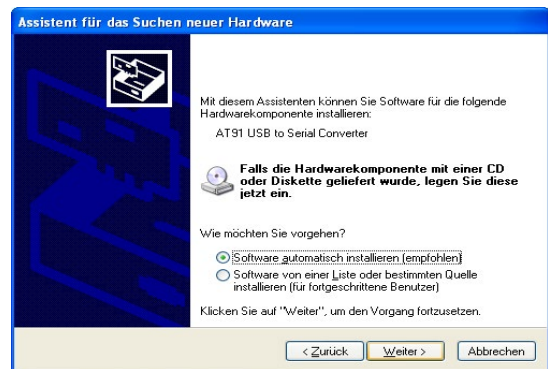 Assistent für das Suchen neuer Hardware
Mit diesem Assistenten können Sie Software für die folgende
Hardwarekomponente installieren:
AT91 USB to Serial Converter
Falls die Hardwarekomponente mit einer CD
oder Diskette geliefert wurde, legen Sie diese
jetzt ein.
Wie möchten Sie vorgehen?
Software automatisch installieren (empfohlen)
Software von einer Liste oder bestimmten Quelle
installieren (für fortgeschrittene Benutzer)
Klicken Sie auf "Weiter", um den Vorgang fortzusetzen.
< Zurück Weiter > Abbrechen